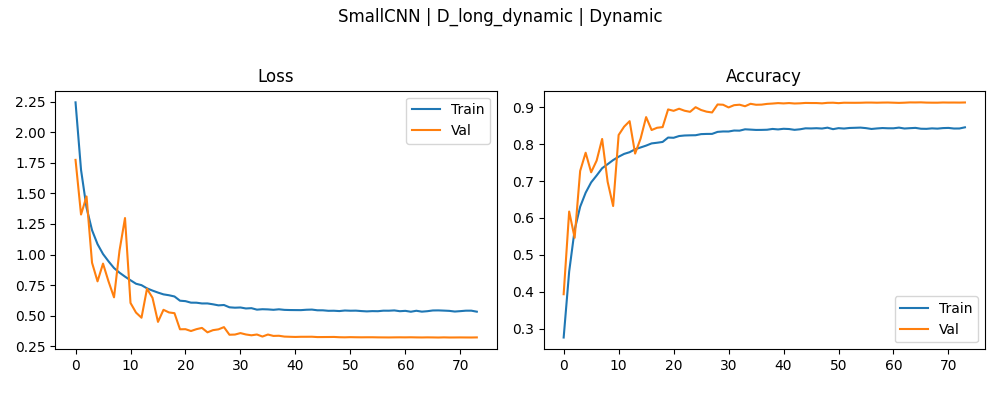 SmallCNN | D_long_dynamic | Dynamic
Loss
2.25
2.00
1.75
1.50
1.25
1.00
0.75
0.50
0.25
0 10 20 30 40 50 60 70
Train
Val
Accuracy
0.9
0.8
0.7
0.6
0.5
0.4
0.3
0 10 20 30 40 50 60 70
Train
Val